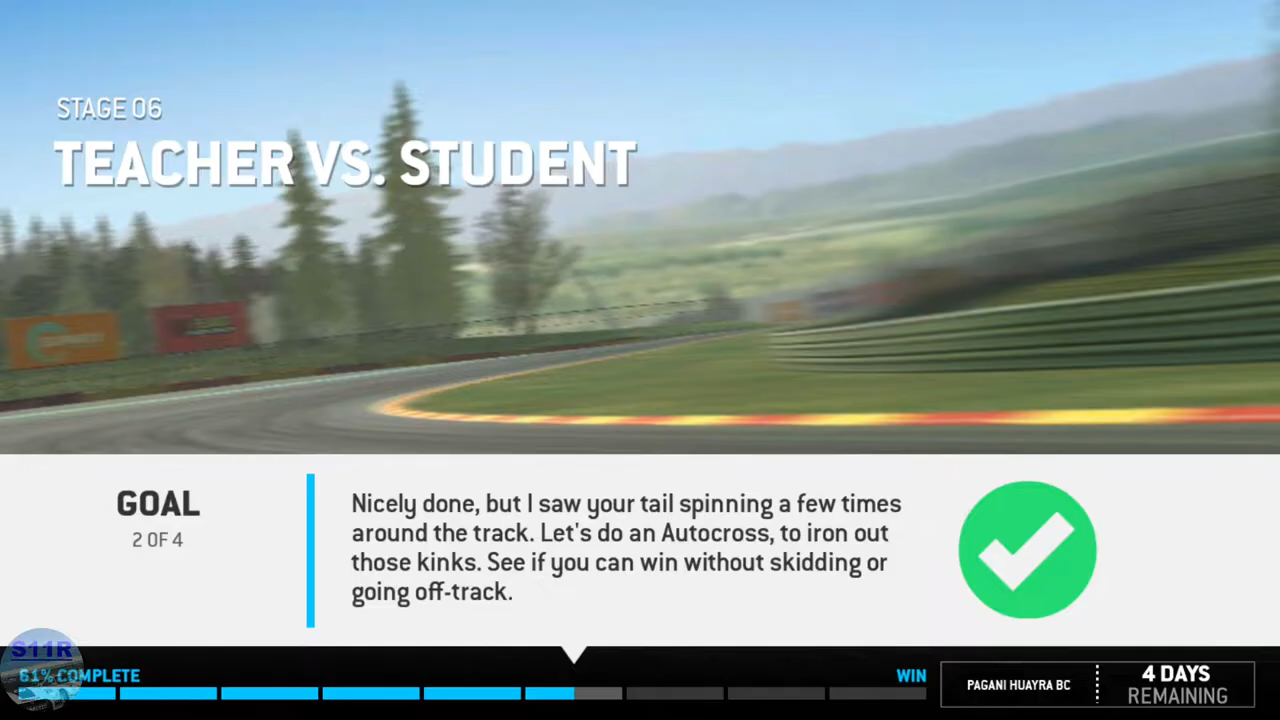 STAGE 06
TEACHER VS. STUDENT
GOAL
2 OF 4
Nicely done, but I saw your tail spinning a few times
around the track. Let's do an Autocross, to iron out
those kinks. See if you can win without skidding or
going off-track.
S11R
61% COMPLETE
WIN
PAGANI HUAYRA BC
4 DAYS
REMAINING